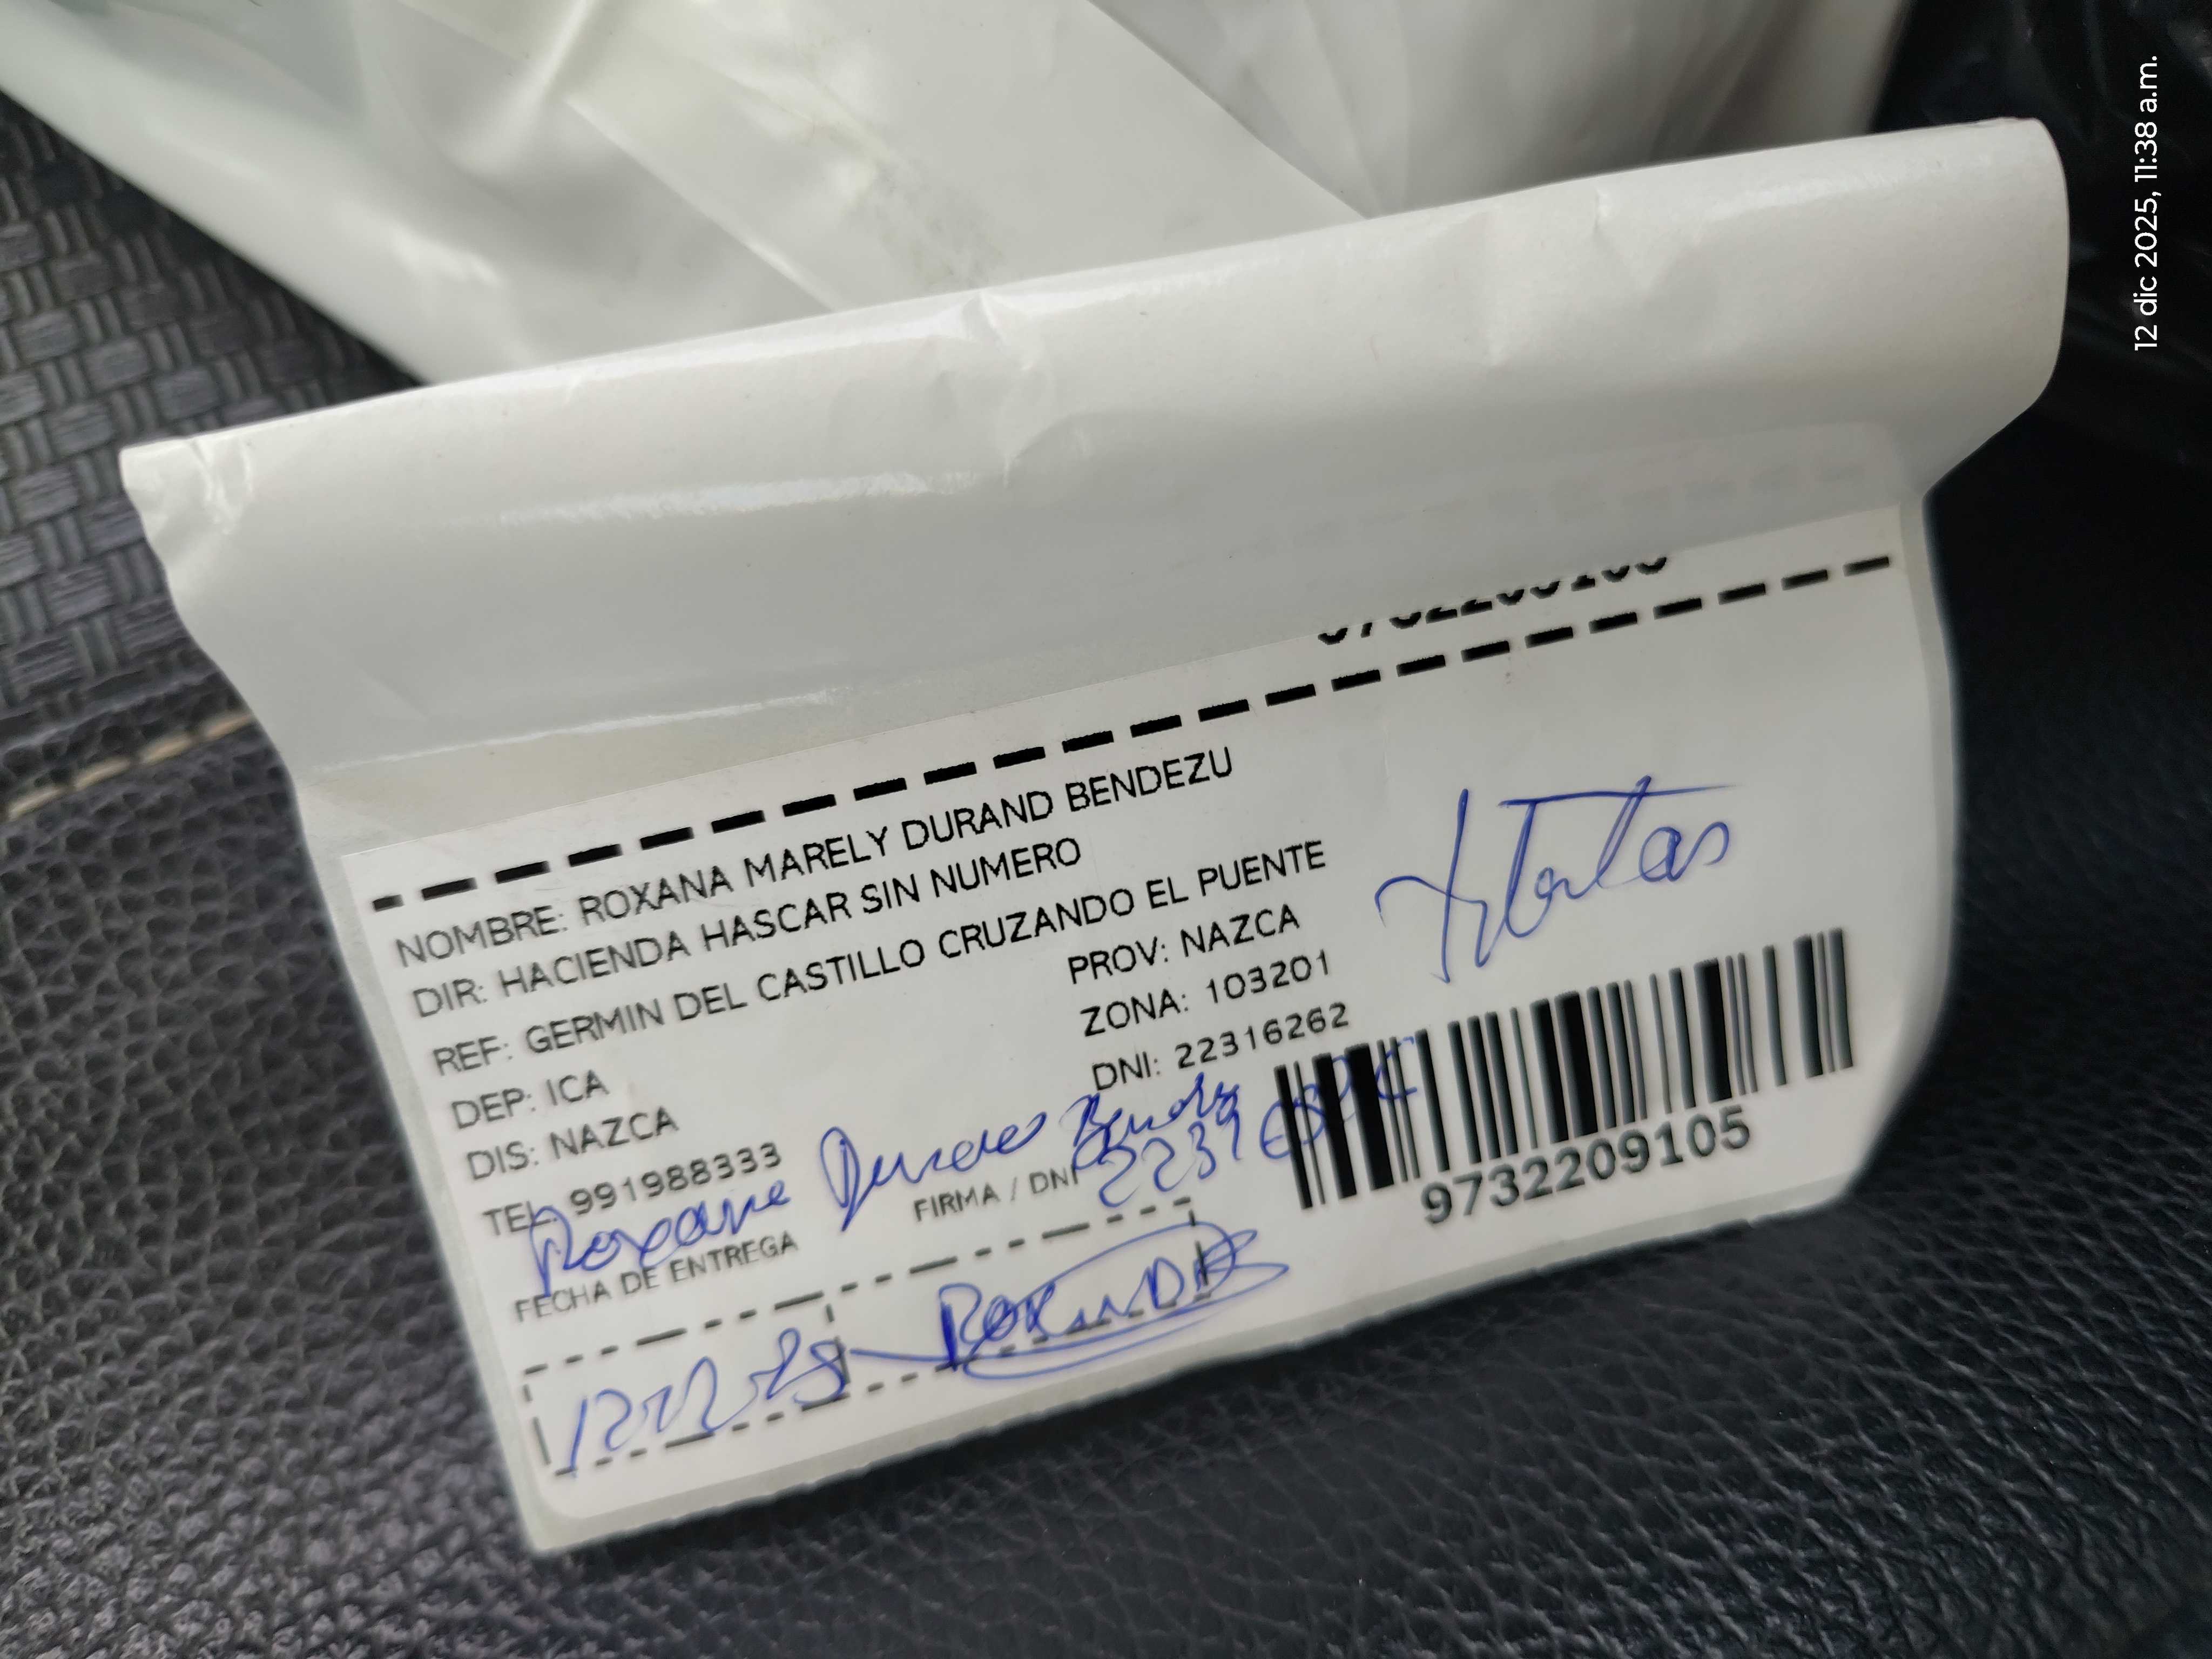 12 dic 2025, 11:38 a.m.
NOMBRE: ROXANA MARELY DURAND BENDEZU
DIR: HACIENDA HASCAR SIN NUMERO
REF: GERMIN DEL CASTILLO CRUZANDO EL PUENTE
DEP: ICA PROV: NAZCA
DIS: NAZCA ZONA: 103201
TEL: 991988333 DNI: 22316262
Roxana Durand
FECHA DE ENTREGA FIRMA / DNI
9732209105